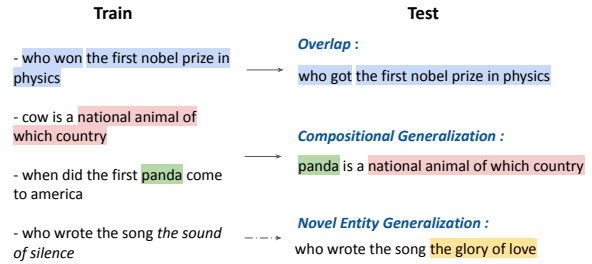 Train
Test
- who won the first nobel prize in
physics
Overlap :
who got the first nobel prize in physics
- cow is a national animal of
which country
- when did the first panda come
to america
Compositional Generalization :
panda is a national animal of which country
- who wrote the song the sound
of silence
Novel Entity Generalization :
who wrote the song the glory of love